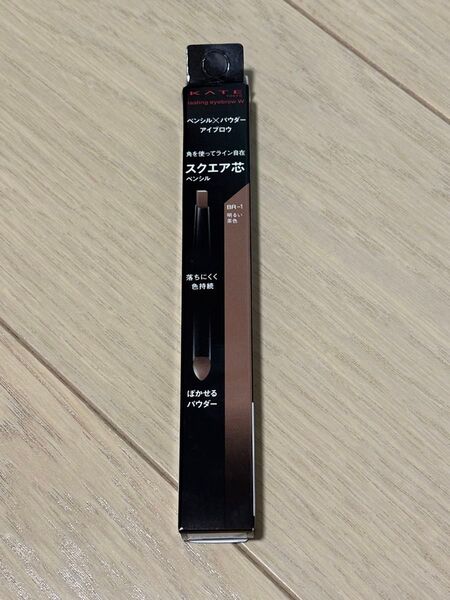 KATE
TOKYO
lasting eyebrow W
ペンシル×パウダー
アイブロウ
角を使ってライン自在
スクエア芯
ペンシル
BR-1
明るい
茶色
落ちにくく
色持続
ぼかせる
パウダー